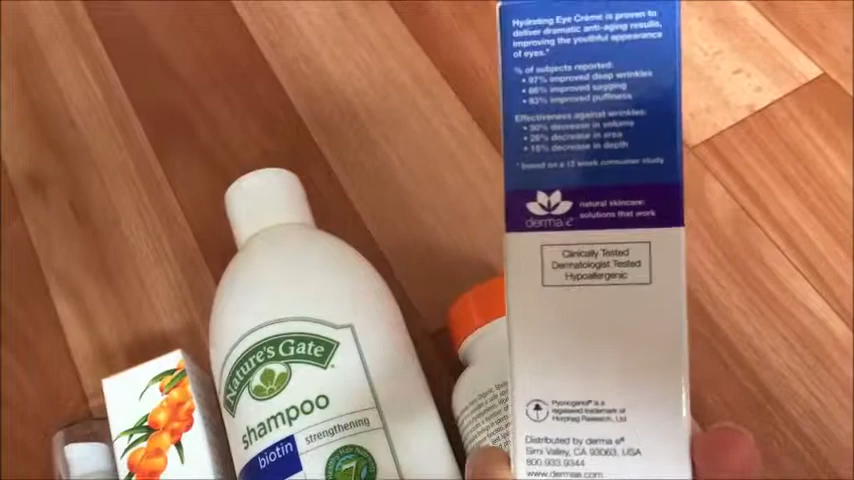 Hydrating Eye Crème is proven to
deliver dramatic anti-aging results,
improving the youthful appearance
of eyes.*
% of subjects reported:
• 97% improved deep wrinkles
• 86% improved sagging
• 83% improved puffiness
Effectiveness against wrinkles:
decrease in volume
decrease in area
decrease in depth
*based on a 12 week consumer study
derma·e
natural skincare:
solutions that work
Clinically Tested
Dermatologist Tested
Hypoallergenic
Pycnogenol® is a
registered trademark of
Horphag Research, Ltd
Distributed by derma e®
Simi Valley, CA 93063, USA
800.933.9344
www.dermae.com
Nature's Gate
shampoo
strengthening
biotin
7